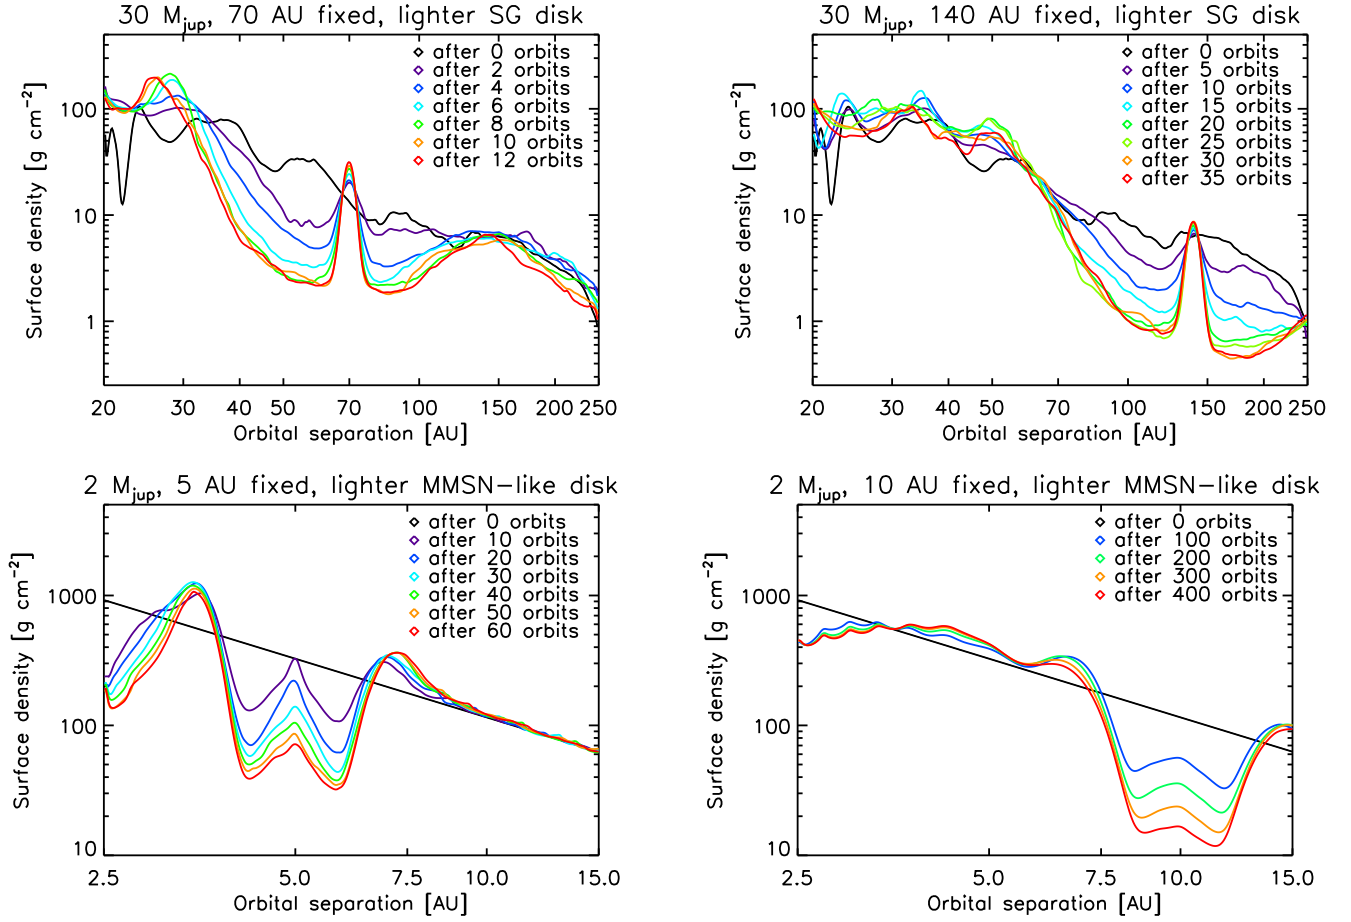 30 Mjup, 70 AU fixed, lighter SG disk
after 0 orbits
after 2 orbits
after 4 orbits
after 6 orbits
after 8 orbits
after 10 orbits
after 12 orbits
100
10
1
Surface density [g cm−2]
20 30 40 50 70 100 150 200 250
Orbital separation [AU]
30 Mjup, 140 AU fixed, lighter SG disk
after 0 orbits
after 5 orbits
after 10 orbits
after 15 orbits
after 20 orbits
after 25 orbits
after 30 orbits
after 35 orbits
100
10
1
Surface density [g cm−2]
20 30 40 50 70 100 150 200 250
Orbital separation [AU]
2 Mjup, 5 AU fixed, lighter MMSN−like disk
after 0 orbits
after 10 orbits
after 20 orbits
after 30 orbits
after 40 orbits
after 50 orbits
after 60 orbits
1000
100
10
Surface density [g cm−2]
2.5 5.0 7.5 10.0 15.0
Orbital separation [AU]
2 Mjup, 10 AU fixed, lighter MMSN−like disk
after 0 orbits
after 100 orbits
after 200 orbits
after 300 orbits
after 400 orbits
1000
100
10
Surface density [g cm−2]
2.5 5.0 7.5 10.0 15.0
Orbital separation [AU]